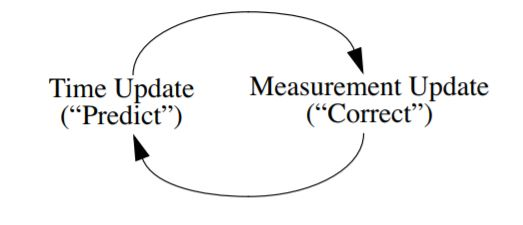 Time Update
(“Predict”)
Measurement Update
(“Correct”)